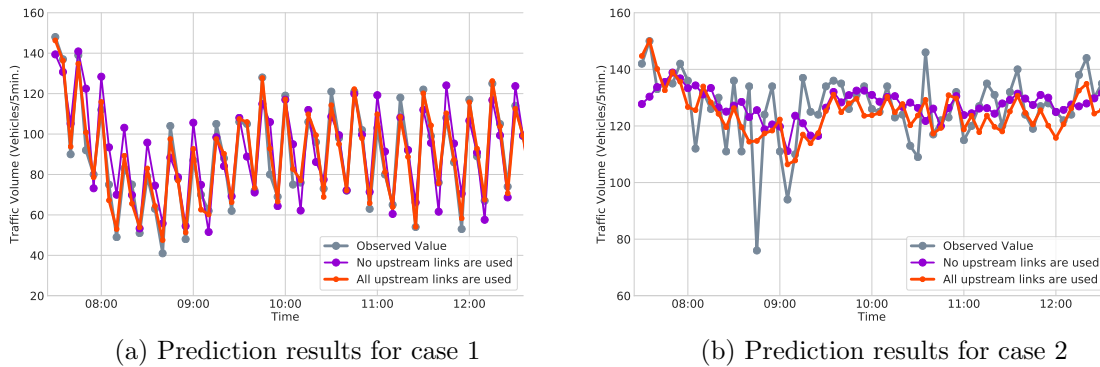 160
140
120
100
80
60
40
20
Traffic Volume (Vehicles/5min.)
08:00 09:00 10:00 11:00 12:00
Time
Observed Value
No upstream links are used
All upstream links are used
(a) Prediction results for case 1
160
140
120
100
80
60
Traffic Volume (Vehicles/5min.)
08:00 09:00 10:00 11:00 12:00
Time
Observed Value
No upstream links are used
All upstream links are used
(b) Prediction results for case 2